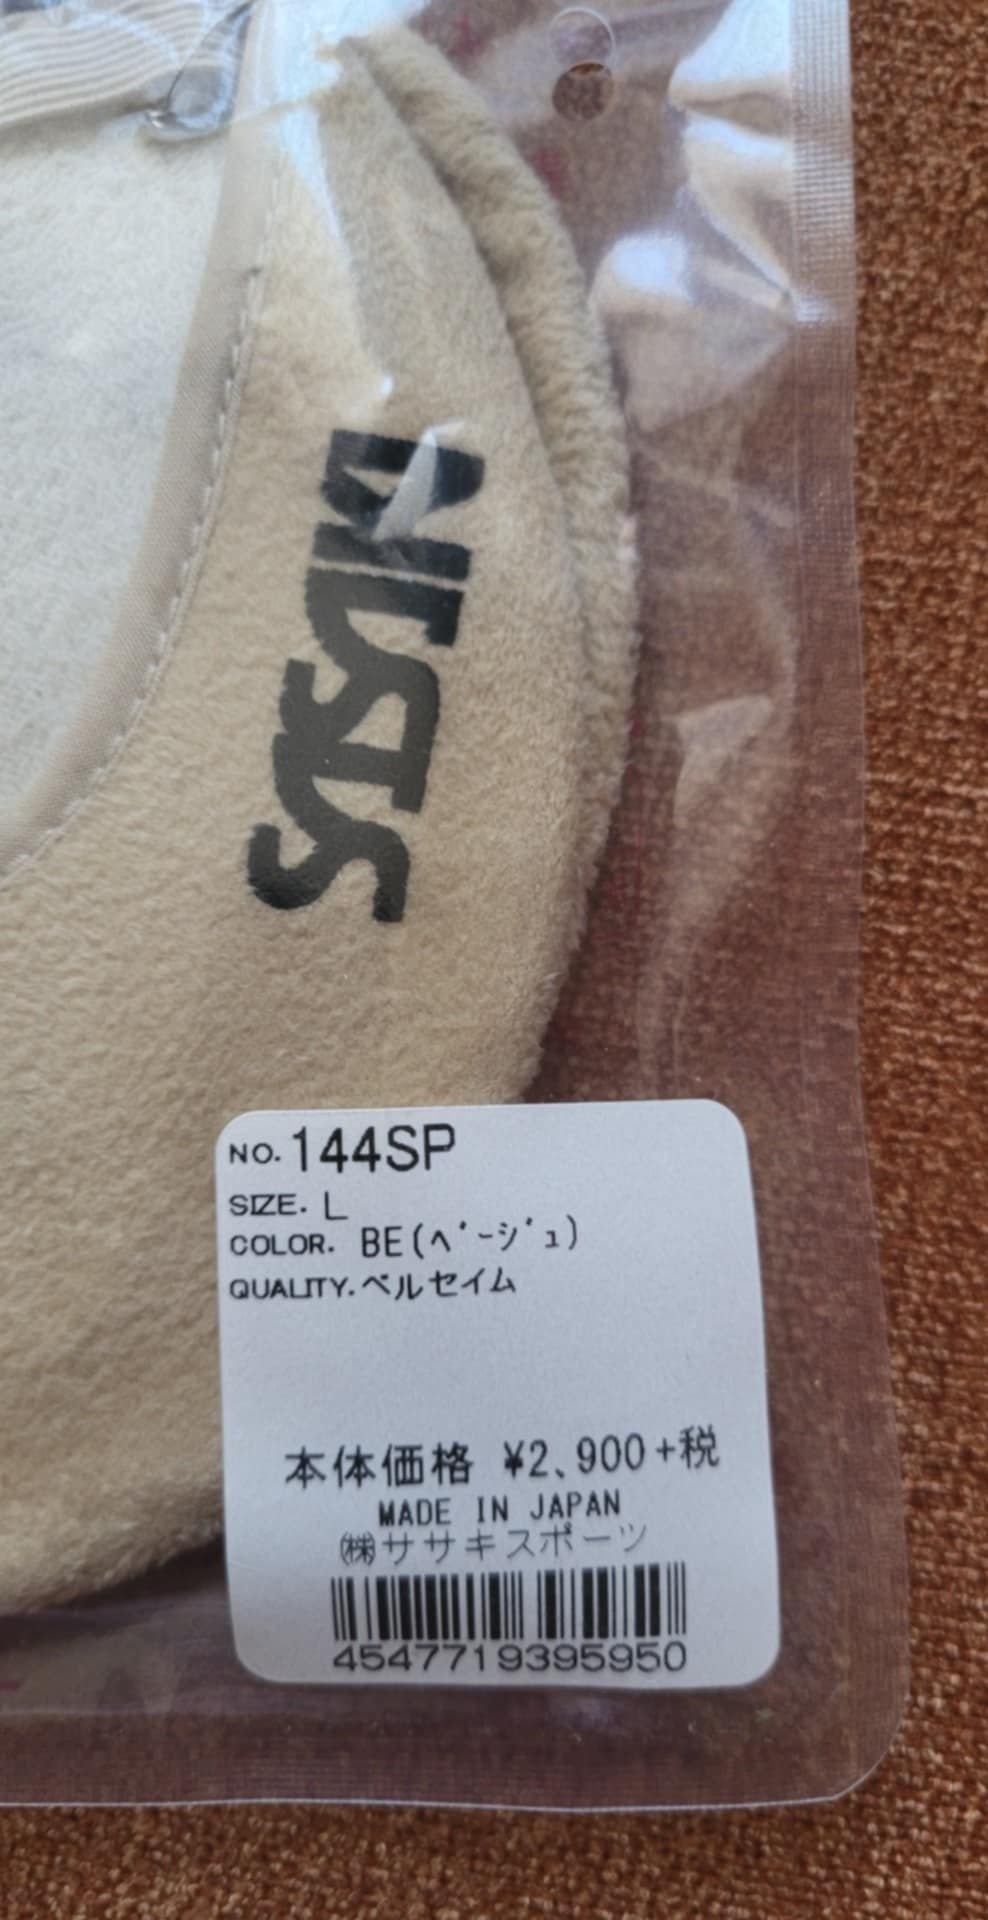 NO. 144SP
SIZE. L
COLOR. BE(ﾍﾞｰｼﾞｭ)
QUALITY. ベルセイム
本体価格 ¥2,900+税
MADE IN JAPAN
㈱ササキスポーツ
4547719395950